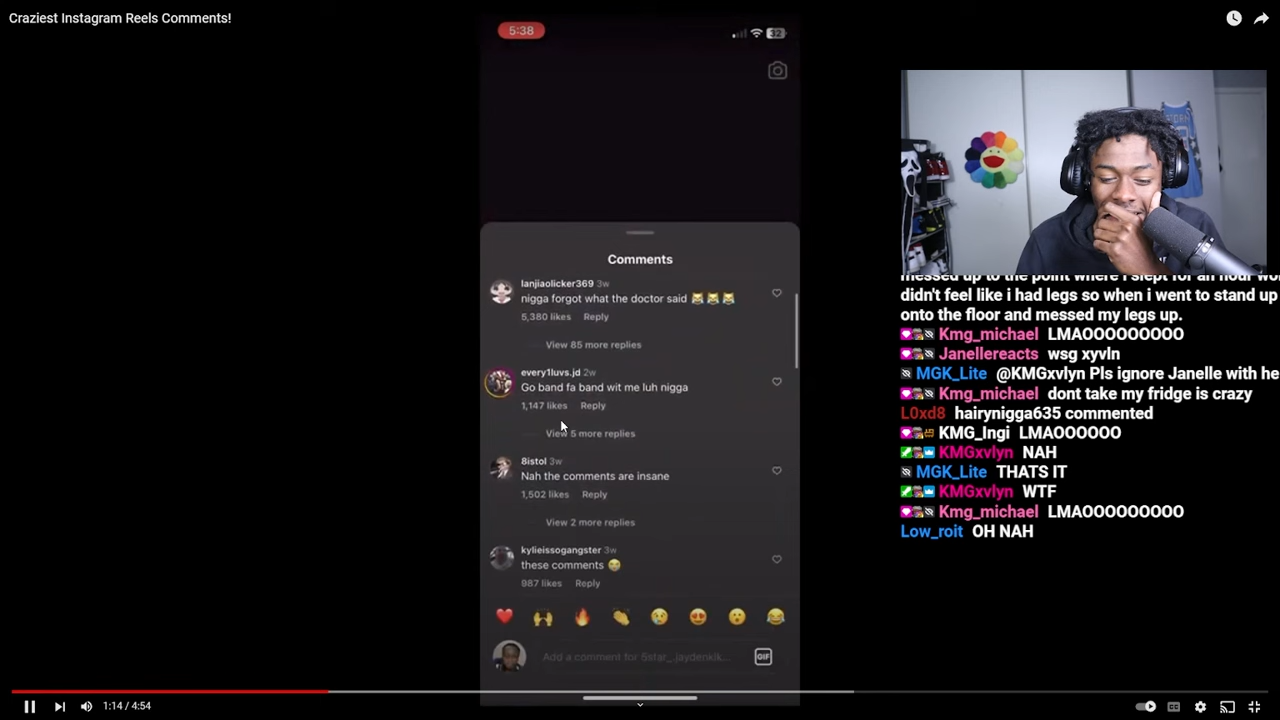 Craziest Instagram Reels Comments!
5:38
32
Comments
lanjiaolicker369 3w
nigga forgot what the doctor said 😹😹😹
5,380 likes Reply
View 85 more replies
every1luvs.jd 2w
Go band fa band wit me luh nigga
1,147 likes Reply
View 5 more replies
8istol 3w
Nah the comments are insane
1,502 likes Reply
View 2 more replies
kylieissogangster 3w
these comments 😭
987 likes Reply
❤️🙌🔥👏😢😍😮😂
Add a comment for 5star_ jaydenklk...
GIF
messed up to the point where i slept for an hour
didn't feel like i had legs so when i went to stand up
onto the floor and messed my legs up.
Kmg_michael LMAOOOOOOOOO
Janellereacts wsg xyvln
MGK_Lite @KMGxvlyn Pls ignore Janelle with he
Kmg_michael dont take my fridge is crazy
L0xd8 hairynigga635 commented
KMG_Ingi LMAOOOOOO
KMGxvlyn NAH
MGK_Lite THATS IT
KMGxvlyn WTF
Kmg_michael LMAOOOOOOOOO
Low_roit OH NAH
1:14 / 4:54